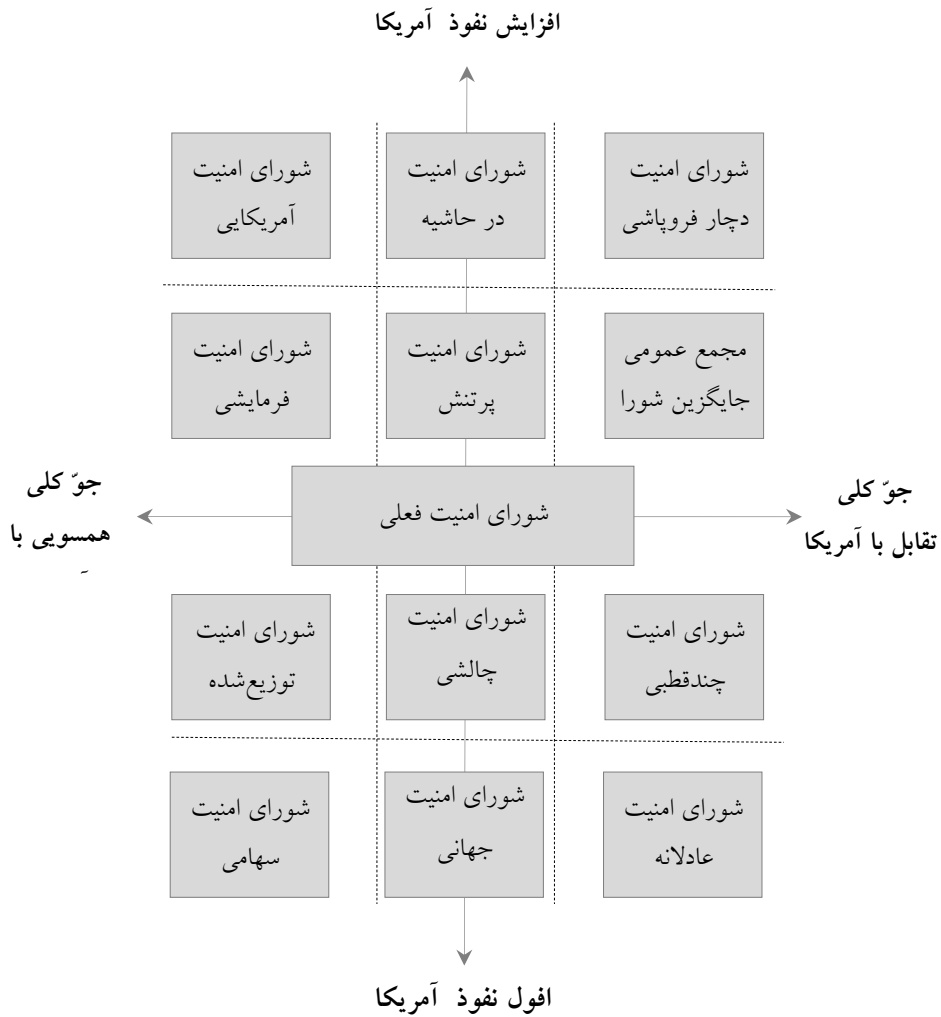 افزایش نفوذ آمریکا
شورای امنیت
دچار فروپاشی
شورای امنیت
در حاشیه
شورای امنیت
آمریکایی
مجمع عمومی
جایگزین شورا
شورای امنیت
پرتنش
شورای امنیت
فرمایشی
جوّ کلی
تقابل با آمریکا
شورای امنیت فعلی
جوّ کلی
همسویی با
شورای امنیت
چندقطبی
شورای امنیت
چالشی
شورای امنیت
توزیع‌شده
شورای امنیت
عادلانه
شورای امنیت
جهانی
شورای امنیت
سهامی
افول نفوذ آمریکا